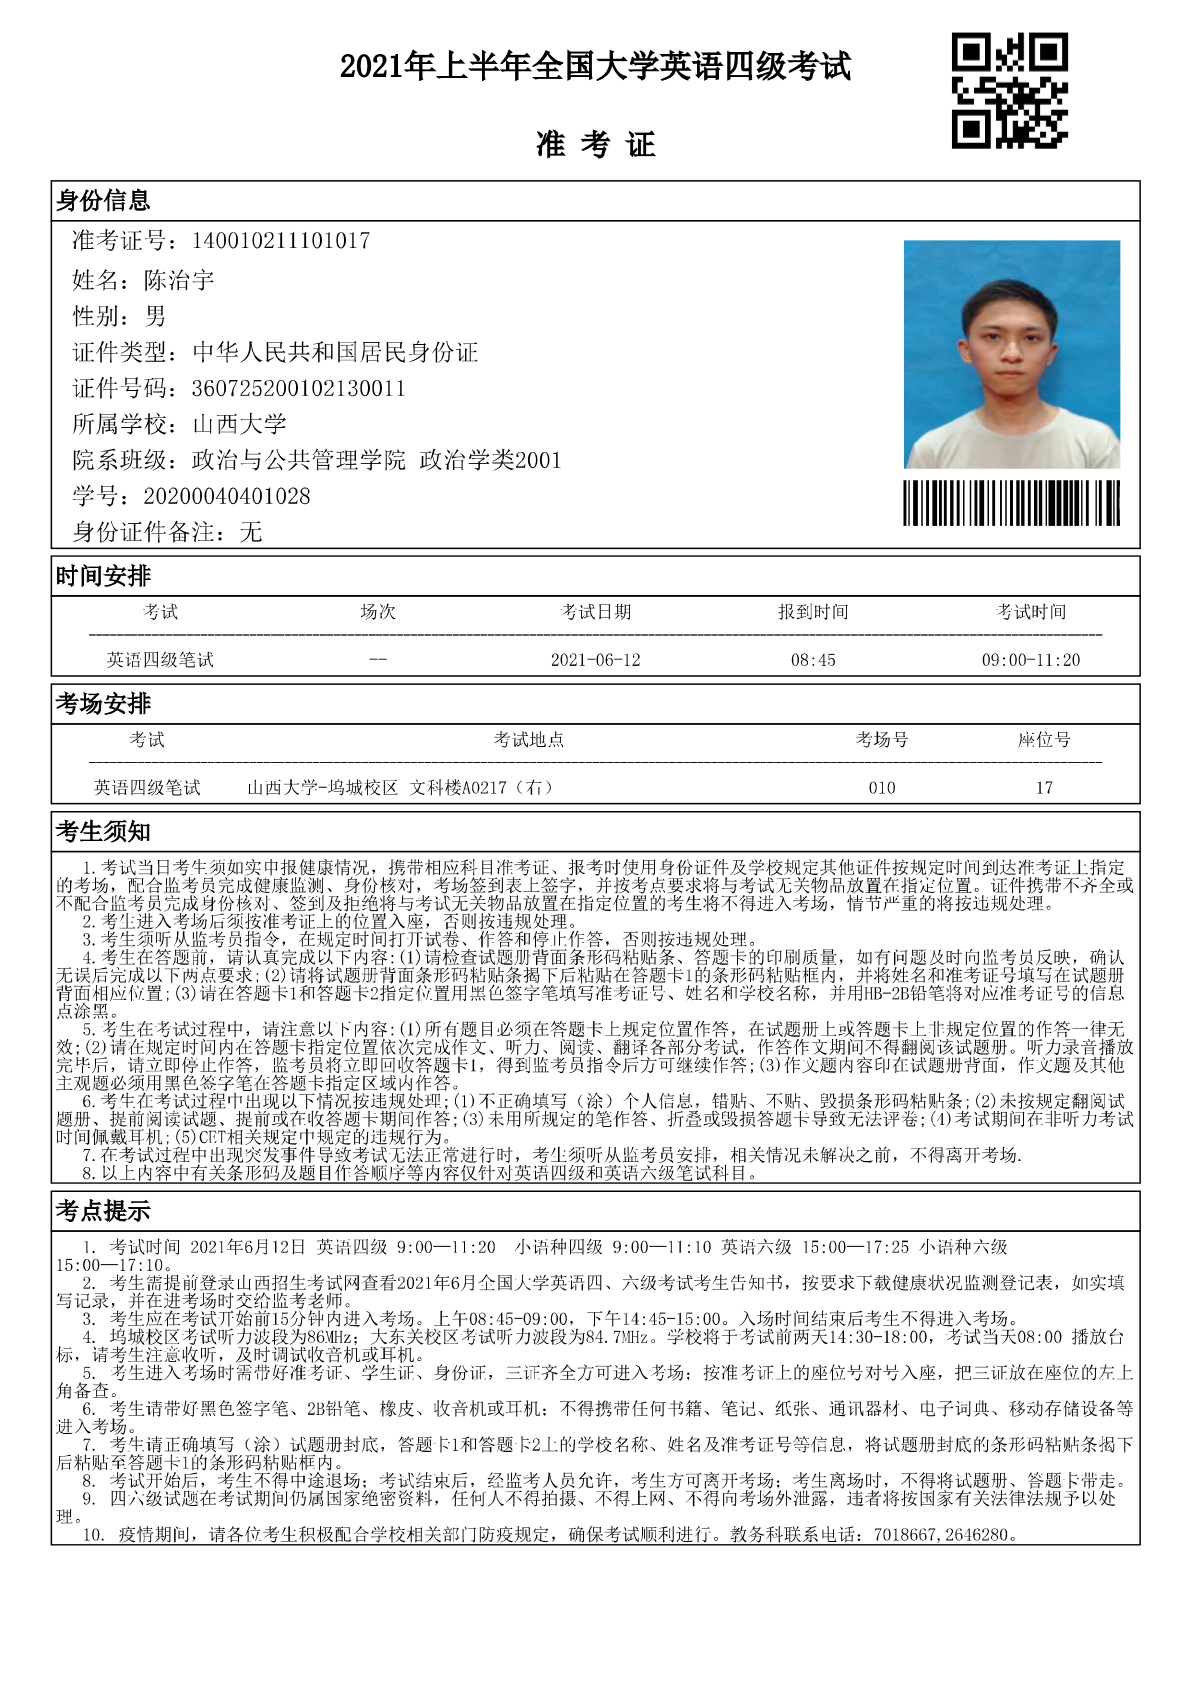 2021年上半年全国大学英语四级考试
准 考 证
身份信息
准考证号：140010211101017
姓名：陈治宇
性别：男
证件类型：中华人民共和国居民身份证
证件号码：360725200102130011
所属学校：山西大学
院系班级：政治与公共管理学院 政治学类2001
学号：20200040401028
身份证件备注：无
时间安排
考试 场次 考试日期 报到时间 考试时间
英语四级笔试 -- 2021-06-12 08:45 09:00-11:20
考场安排
考试 考试地点 考场号 座位号
英语四级笔试 山西大学-坞城校区 文科楼A0217（右） 010 17
考生须知
1.考试当日考生须如实申报健康情况，携带相应科目准考证、报考时使用身份证件及学校规定其他证件按规定时间到达准考证上指定
的考场，配合监考员完成健康监测、身份核对，考场签到表上签字，并按考点要求将与考试无关物品放置在指定位置。证件携带不齐全或
不配合监考员完成身份核对、签到及拒绝将与考试无关物品放置在指定位置的考生将不得进入考场，情节严重的将按违规处理。
2.考生进入考场后须按准考证上的位置入座，否则按违规处理。
3.考生须听从监考员指令，在规定时间打开试卷、作答和停止作答，否则按违规处理。
4.考生在答题前，请认真完成以下内容:(1)请检查试题册背面条形码粘贴条、答题卡的印刷质量，如有问题及时向监考员反映，确认
无误后完成以下两点要求;(2)请将试题册背面条形码粘贴条揭下后粘贴在答题卡1的条形码粘贴框内，并将姓名和准考证号填写在试题册
背面相应位置;(3)请在答题卡1和答题卡2指定位置用黑色签字笔填写准考证号、姓名和学校名称，并用HB-2B铅笔将对应准考证号的信息
点涂黑。
5.考生在考试过程中，请注意以下内容:(1)所有题目必须在答题卡上规定位置作答，在试题册上或答题卡上非规定位置的作答一律无
效;(2)请在规定时间内在答题卡指定位置依次完成作文、听力、阅读、翻译各部分考试，作答作文期间不得翻阅该试题册。听力录音播放
完毕后，请立即停止作答，监考员将立即回收答题卡1，得到监考员指令后方可继续作答;(3)作文题内容印在试题册背面，作文题及其他
主观题必须用黑色签字笔在答题卡指定区域内作答。
6.考生在考试过程中出现以下情况按违规处理;(1)不正确填写（涂）个人信息，错贴、不贴、毁损条形码粘贴条;(2)未按规定翻阅试
题册、提前阅读试题、提前或在收答题卡期间作答;(3)未用所规定的笔作答、折叠或毁损答题卡导致无法评卷;(4)考试期间在非听力考试
时间佩戴耳机;(5)CET相关规定中规定的违规行为。
7.在考试过程中出现突发事件导致考试无法正常进行时，考生须听从监考员安排，相关情况未解决之前，不得离开考场.
8.以上内容中有关条形码及题目作答顺序等内容仅针对英语四级和英语六级笔试科目。
考点提示
1. 考试时间 2021年6月12日 英语四级 9:00—11:20 小语种四级 9:00—11:10 英语六级 15:00—17:25 小语种六级
15:00—17:10。
2. 考生需提前登录山西招生考试网查看2021年6月全国大学英语四、六级考试考生告知书，按要求下载健康状况监测登记表，如实填
写记录，并在进考场时交给监考老师。
3. 考生应在考试开始前15分钟内进入考场。上午08:45-09:00，下午14:45-15:00。入场时间结束后考生不得进入考场。
4. 坞城校区考试听力波段为86MHz；大东关校区考试听力波段为84.7MHz。学校将于考试前两天14:30-18:00，考试当天08:00 播放台
标，请考生注意收听，及时调试收音机或耳机。
5. 考生进入考场时需带好准考证、学生证、身份证，三证齐全方可进入考场；按准考证上的座位号对号入座，把三证放在座位的左上
角备查。
6. 考生请带好黑色签字笔、2B铅笔、橡皮、收音机或耳机；不得携带任何书籍、笔记、纸张、通讯器材、电子词典、移动存储设备等
进入考场。
7. 考生请正确填写（涂）试题册封底，答题卡1和答题卡2上的学校名称、姓名及准考证号等信息，将试题册封底的条形码粘贴条揭下
后粘贴至答题卡1的条形码粘贴框内。
8. 考试开始后，考生不得中途退场；考试结束后，经监考人员允许，考生方可离开考场；考生离场时，不得将试题册、答题卡带走。
9. 四六级试题在考试期间仍属国家绝密资料，任何人不得拍摄、不得上网、不得向考场外泄露，违者将按国家有关法律法规予以处
理。
10. 疫情期间，请各位考生积极配合学校相关部门防疫规定，确保考试顺利进行。教务科联系电话：7018667,2646280。